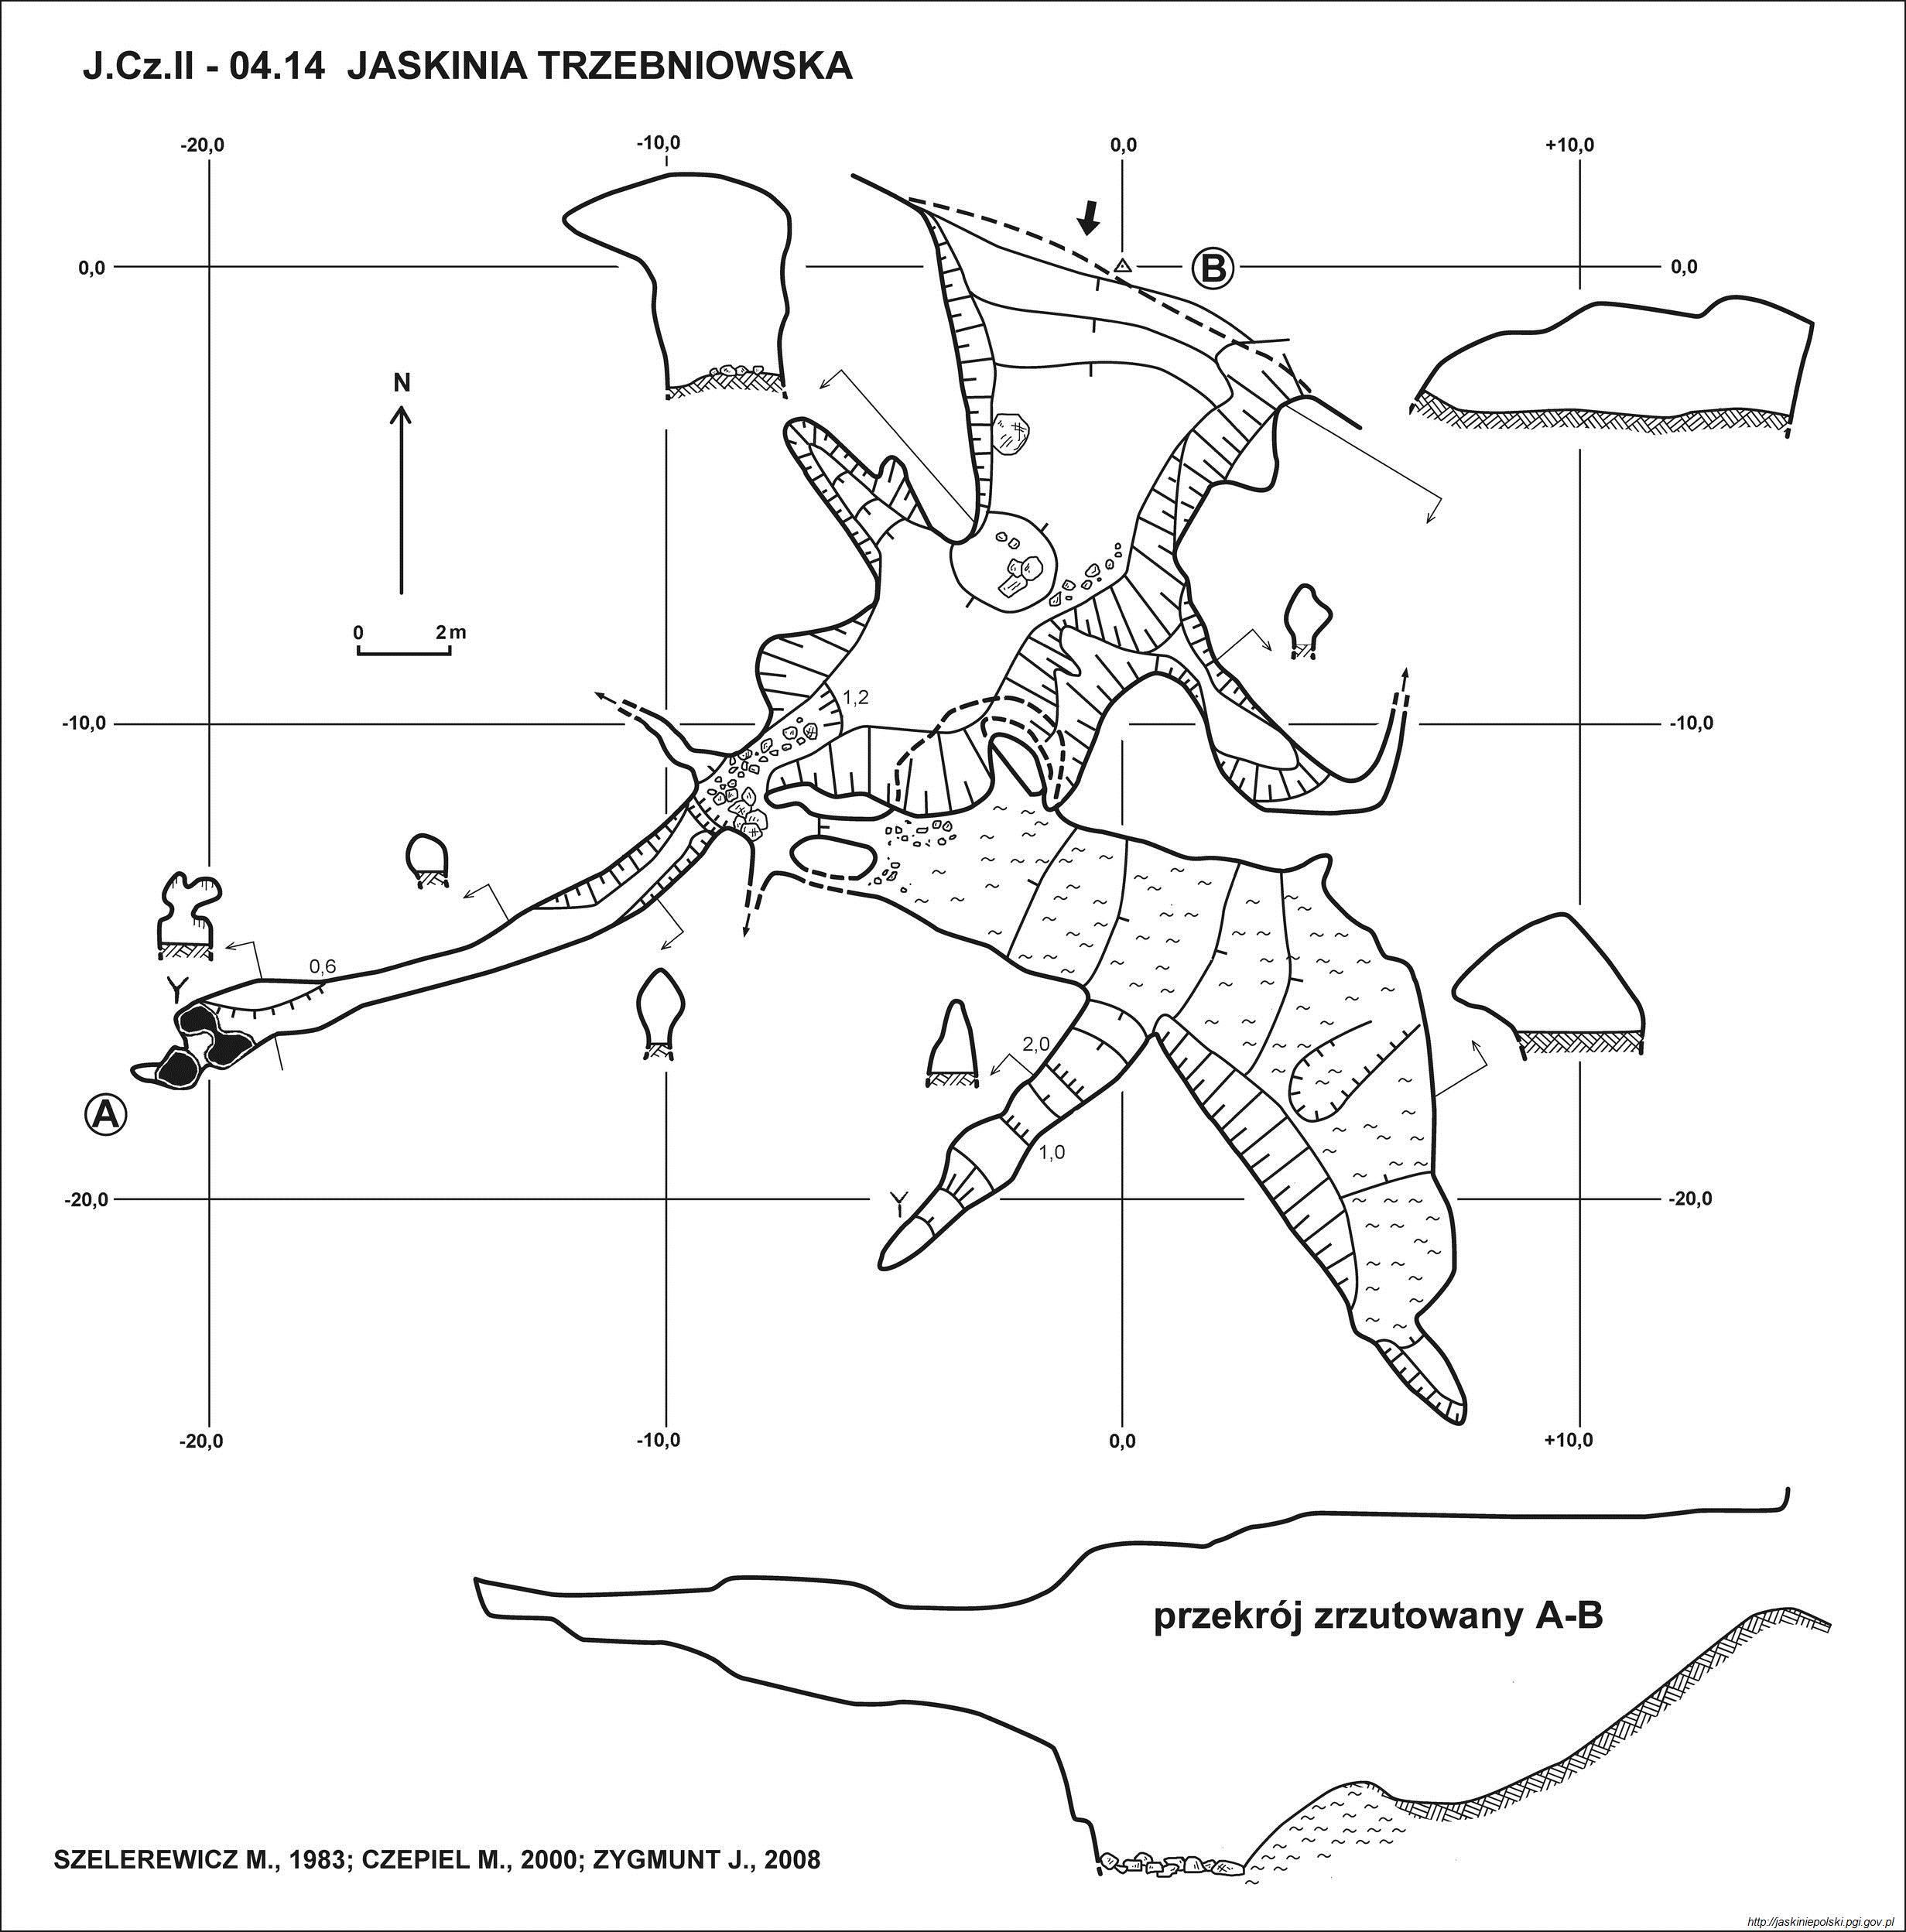 J.Cz.II - 04.14 JASKINIA TRZEBNIOWSKA
-20,0
-10,0
0,0
+10,0
0,0
B
0,0
N
0
2m
1,2
-10,0
-10,0
0,6
2,0
A
1,0
-20,0
-20,0
-20,0
-10,0
0,0
+10,0
przekrój zrzutowany A-B
SZELEREWICZ M., 1983; CZEPIEL M., 2000; ZYGMUNT J., 2008
http://jaskiniepolski.pgi.gov.pl